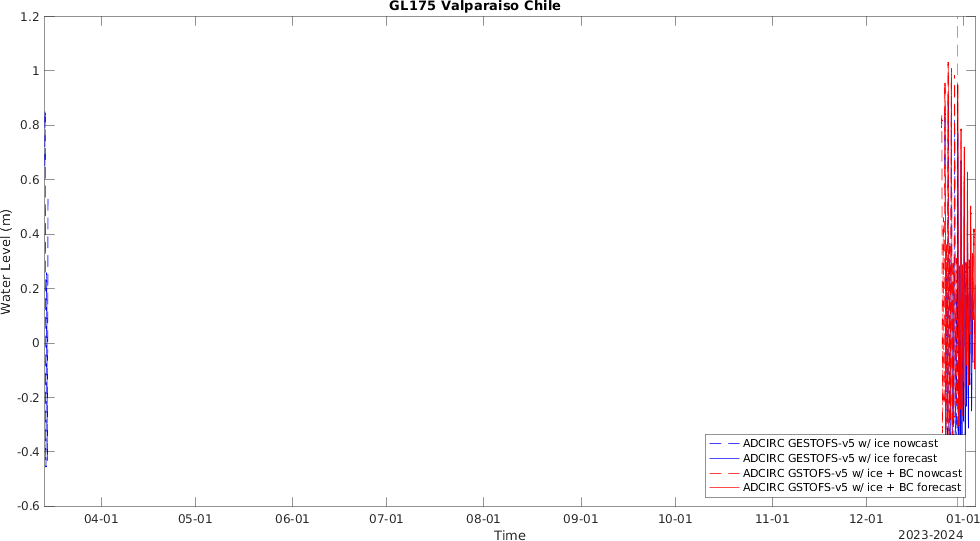 GL175 Valparaiso Chile
1.2
1
0.8
0.6
0.4
0.2
0
-0.2
-0.4
-0.6
Water Level (m)
ADCIRC GESTOFS-v5 w/ ice nowcast
ADCIRC GESTOFS-v5 w/ ice forecast
ADCIRC GSTOFS-v5 w/ ice + BC nowcast
ADCIRC GSTOFS-v5 w/ ice + BC forecast
04-01 05-01 06-01 07-01 08-01 09-01 10-01 11-01 12-01 01-01
Time
2023-2024